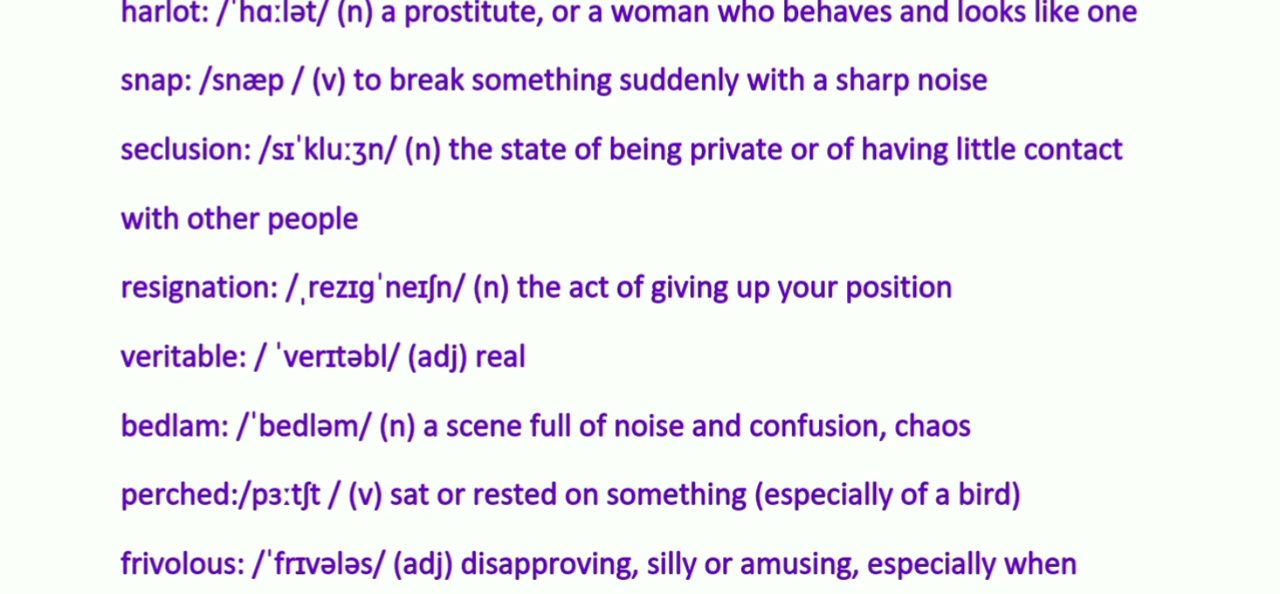 harlot: /ˈhɑːlət/ (n) a prostitute, or a woman who behaves and looks like one
snap: /snæp / (v) to break something suddenly with a sharp noise
seclusion: /sɪˈkluːʒn/ (n) the state of being private or of having little contact
with other people
resignation: /ˌrezɪɡˈneɪʃn/ (n) the act of giving up your position
veritable: / ˈverɪtəbl/ (adj) real
bedlam: /ˈbedləm/ (n) a scene full of noise and confusion, chaos
perched:/pɜːtʃt / (v) sat or rested on something (especially of a bird)
frivolous: /ˈfrɪvələs/ (adj) disapproving, silly or amusing, especially when